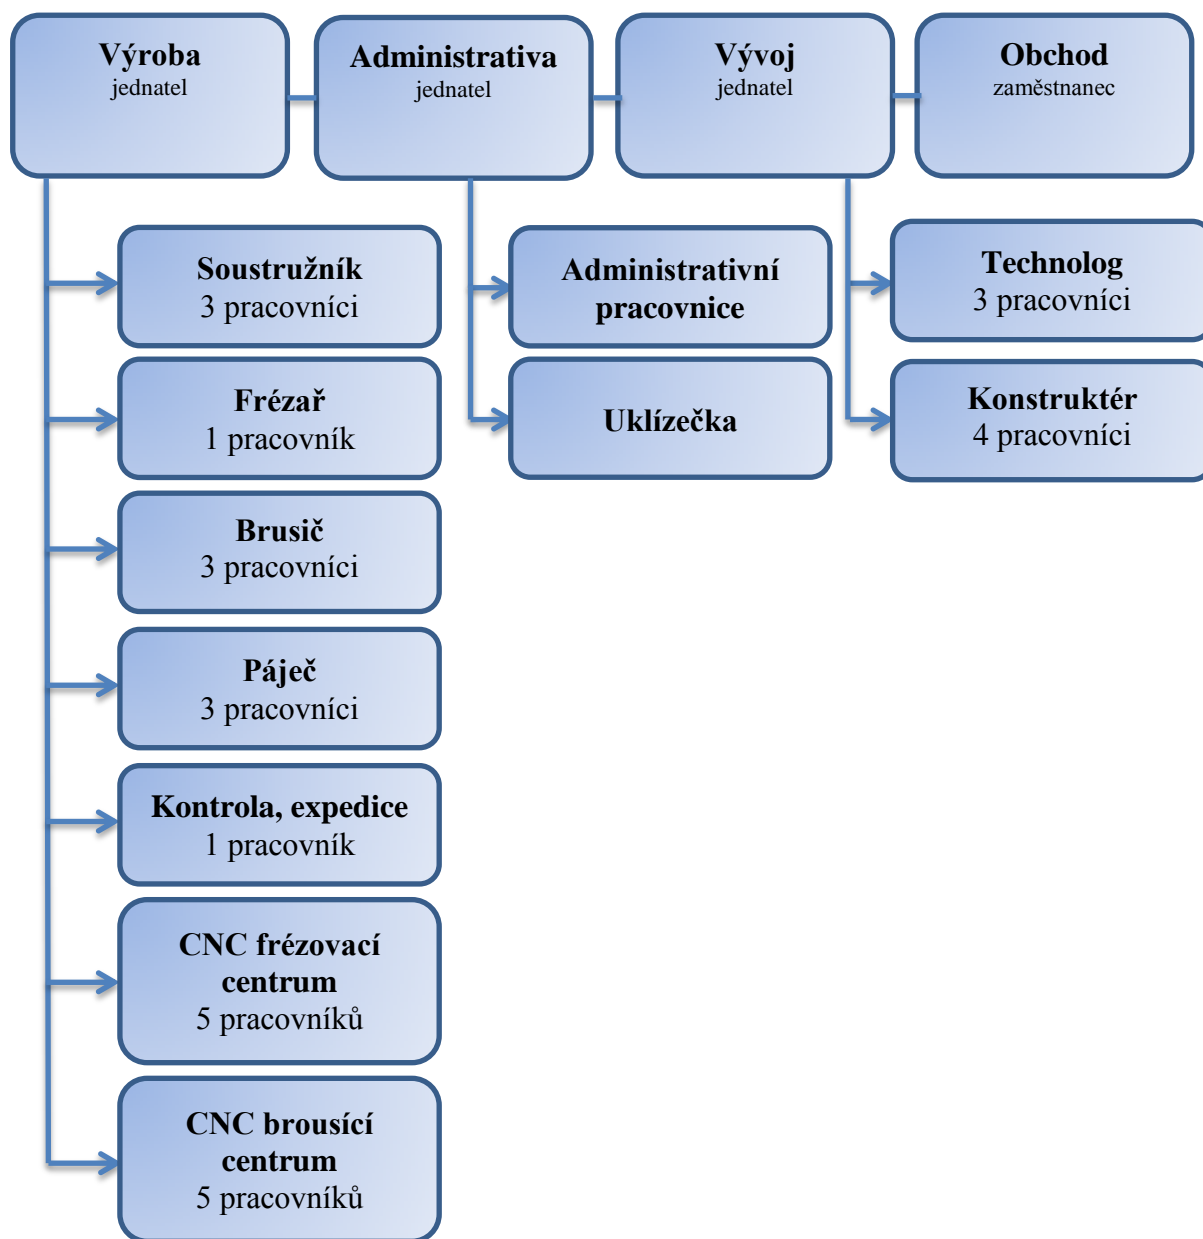 Výroba
jednatel
Administrativa
jednatel
Vývoj
jednatel
Obchod
zaměstnanec
Soustružník
3 pracovníci
Frézař
1 pracovník
Brusič
3 pracovníci
Páječ
3 pracovníci
Kontrola, expedice
1 pracovník
CNC frézovací
centrum
5 pracovníků
CNC brousící
centrum
5 pracovníků
Administrativní
pracovnice
Uklízečka
Technolog
3 pracovníci
Konstruktér
4 pracovníci